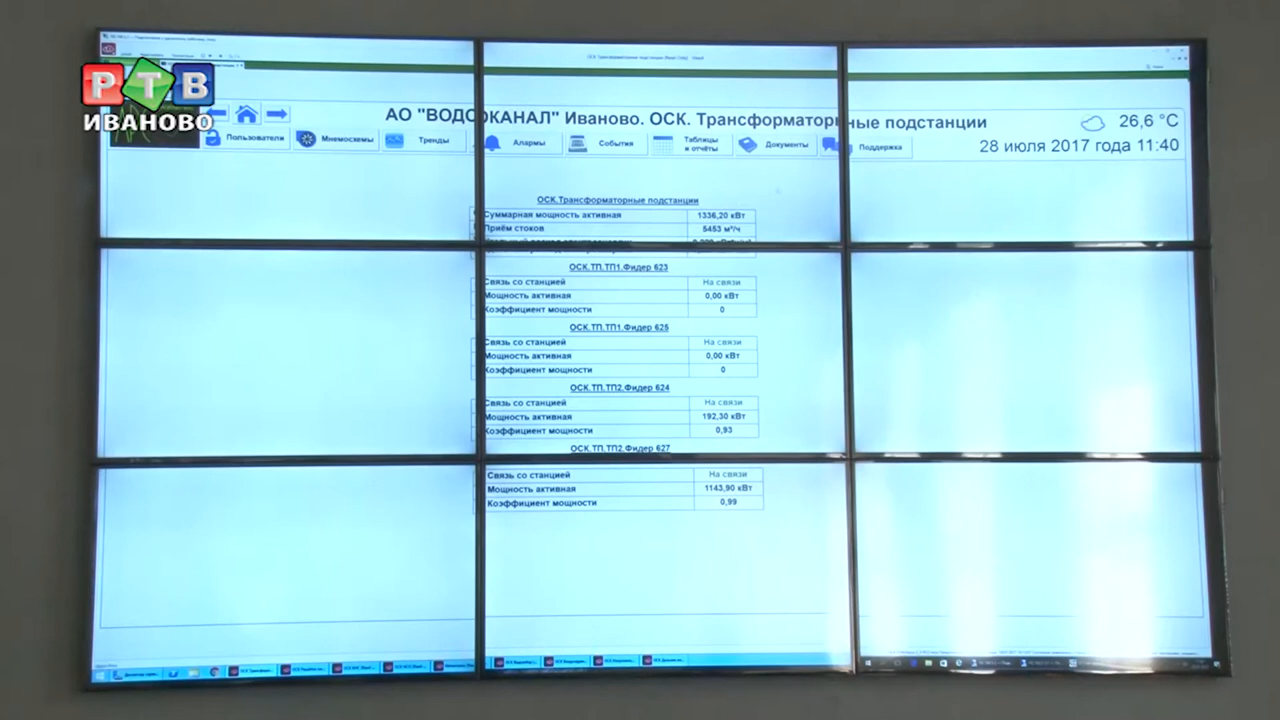 РТВ
ИВАНОВО
АО "ВОДОКАНАЛ" Иваново. ОСК. Трансформаторные подстанции
26,6 °C
28 июля 2017 года 11:40
Пользователи Мнемосхемы Тренды Алармы События Таблицы и отчёты Документы Поддержка
ОСК.Трансформаторные подстанции
Суммарная мощность активная 1336,20 кВт
Приём стоков 5453 м³/ч
ОСК.ТП.ТП1.Фидер 623
Связь со станцией На связи
Мощность активная 0,00 кВт
Коэффициент мощности 0
ОСК.ТП.ТП1.Фидер 625
Связь со станцией На связи
Мощность активная 0,00 кВт
Коэффициент мощности 0
ОСК.ТП.ТП2.Фидер 624
Связь со станцией На связи
Мощность активная 192,30 кВт
Коэффициент мощности 0,93
ОСК.ТП.ТП2.Фидер 627
Связь со станцией На связи
Мощность активная 1143,90 кВт
Коэффициент мощности 0,99